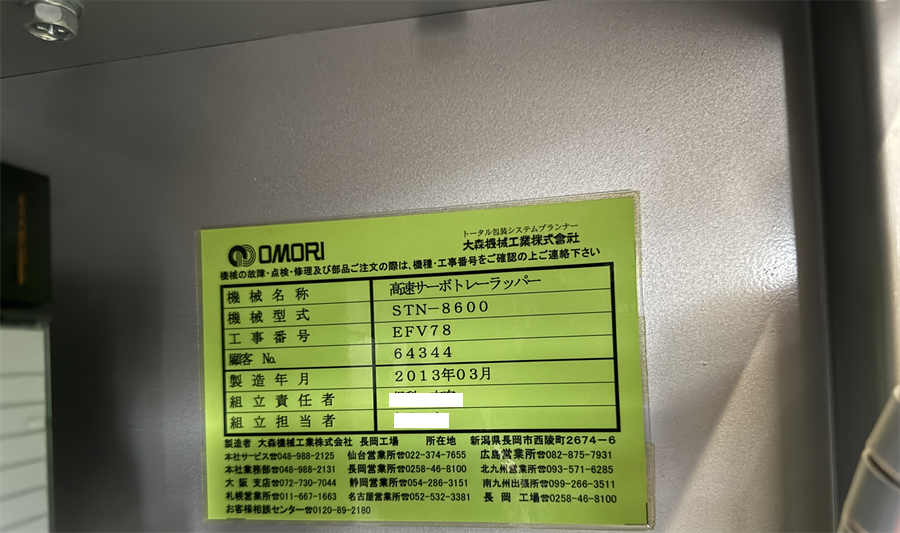 OMORI
トータル包装システムプランナー
大森機械工業株式会社
機械の故障・点検・修理及び部品ご注文の際は、機種・工事番号をご確認の上ご連絡下さい
機械名称 高速サーボトレーラッパー
機械型式 STN-8600
工事番号 EFV78
顧客 No. 64344
製造年月 2013年03月
組立責任者
組立担当者
製造者 大森機械工業株式会社 長岡工場 所在地 新潟県長岡市西陵町2674-6
本社サービス☎048-988-2125 仙台営業所☎022-374-7655 広島営業所☎082-875-7931
本社業務部☎048-988-2131 長岡営業所☎0258-46-8100 北九州営業所☎093-571-6285
大阪支店☎072-730-7044 静岡営業所☎054-286-3151 南九州出張所☎099-266-3511
札幌営業所☎011-667-1663 名古屋営業所☎052-532-3381 長岡工場☎0258-46-8100
お客様相談センター☎0120-89-2180